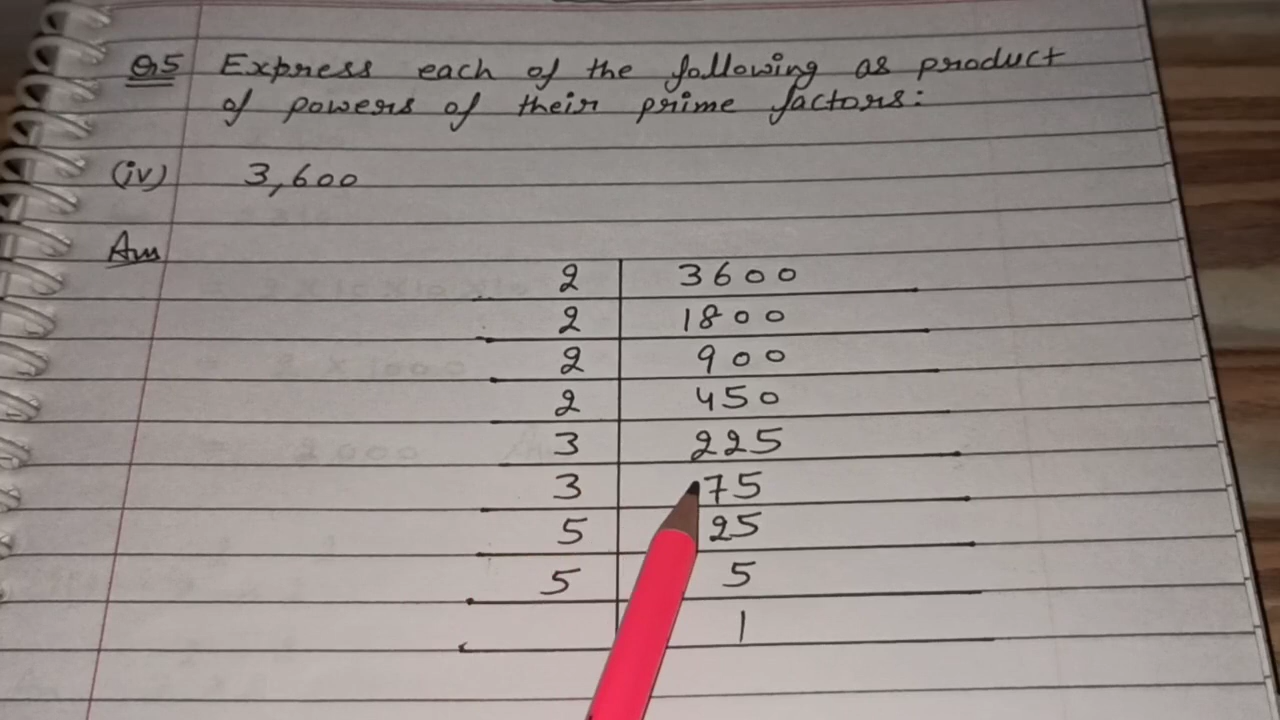 Q5 Express each of the following as product
of powers of their prime factors:
(iv) 3,600
Ans
2 3600
2 1800
2 900
2 450
3 225
3 75
5 25
5 5
1